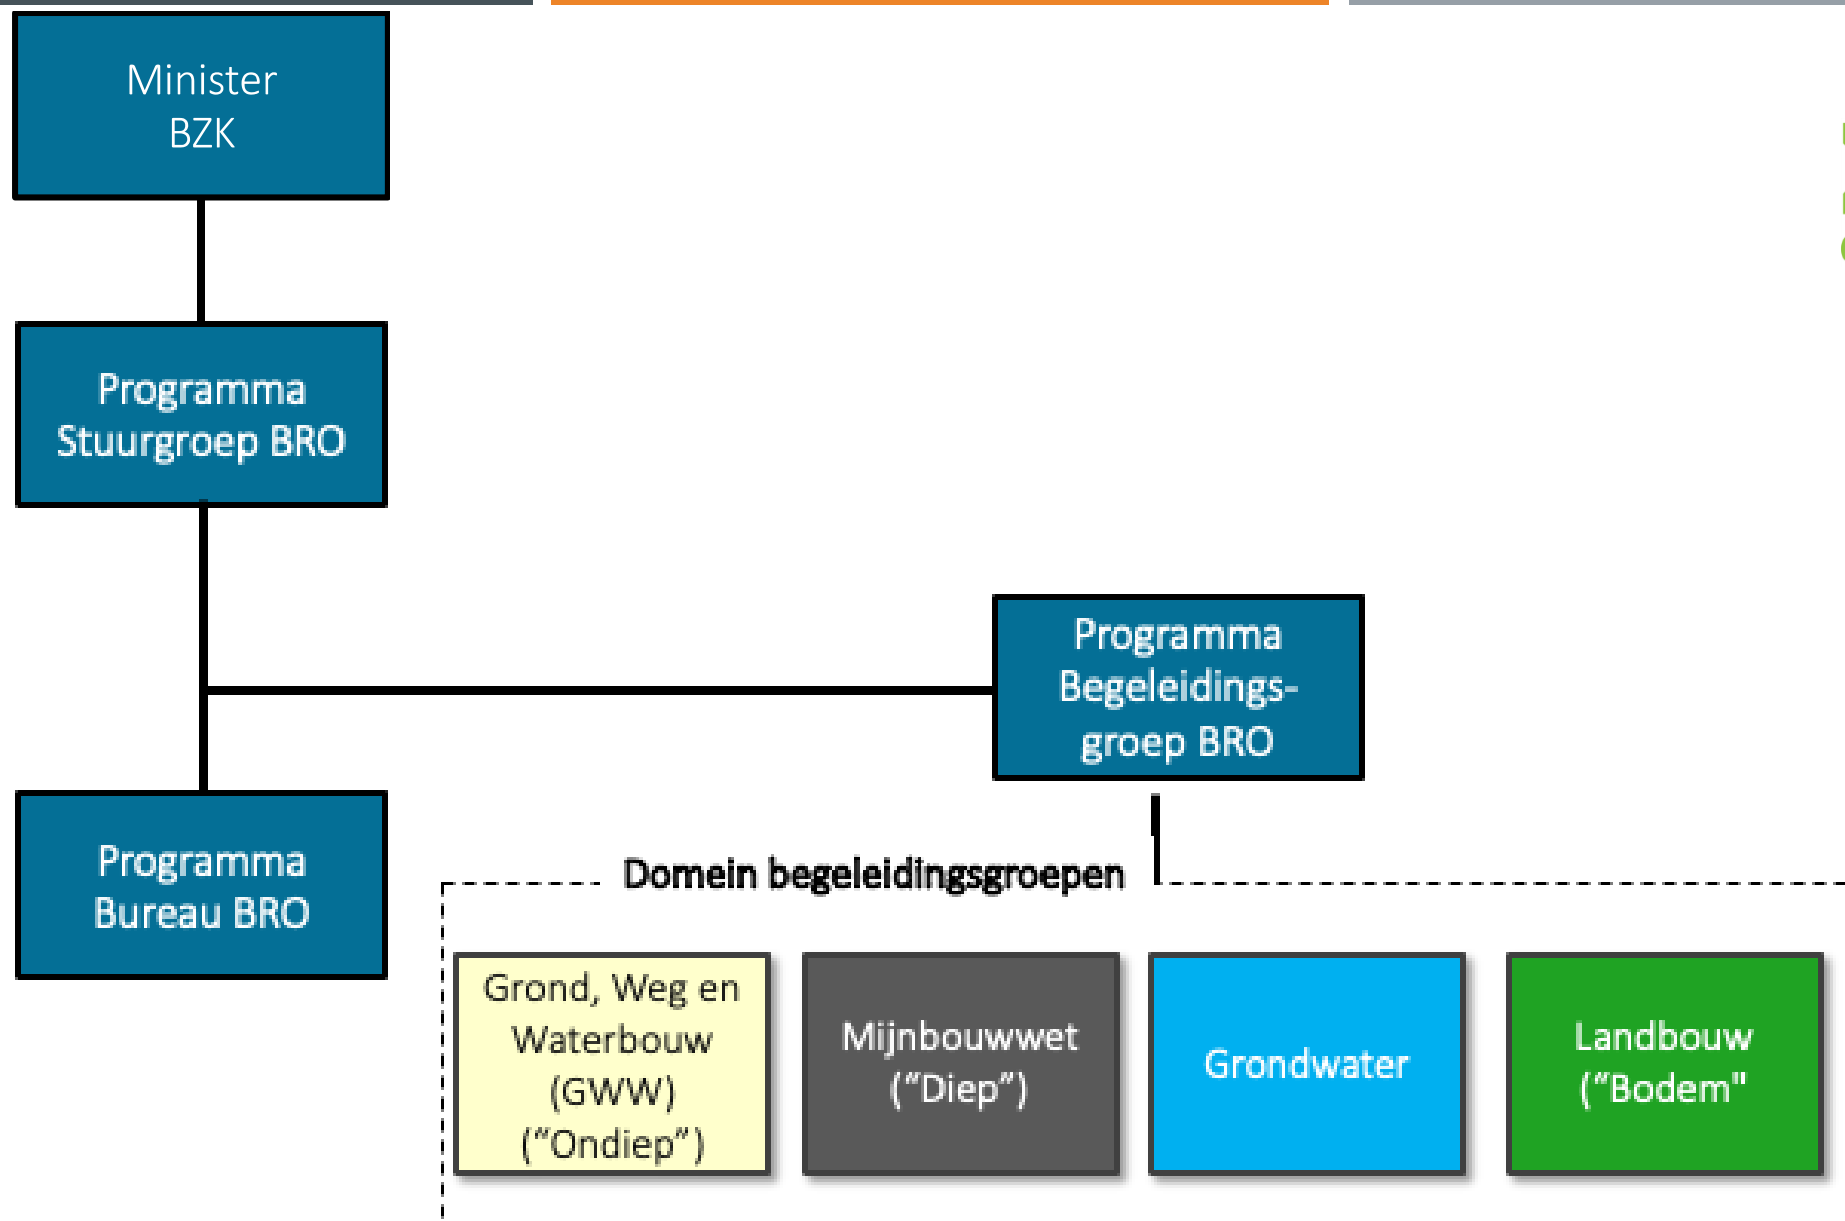 Minister
BZK
Programma
Stuurgroep BRO
Programma
Begeleidings-
groep BRO
Programma
Bureau BRO
Domein begeleidingsgroepen
Grond, Weg en
Waterbouw
(GWW)
(“Ondiep”)
Mijnbouwwet
(“Diep”)
Grondwater
Landbouw
(“Bodem"